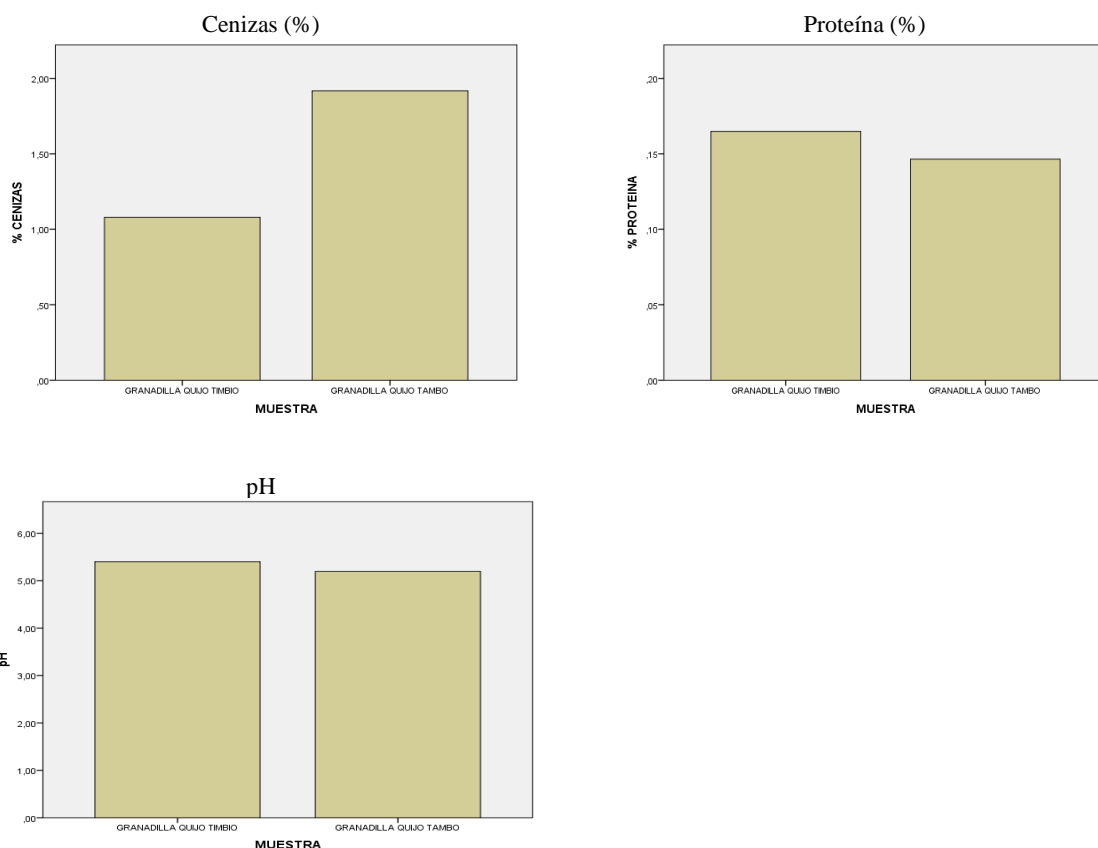 Cenizas (%)
2,00
1,50
1,00
,50
,00
% CENIZAS
GRANADILLA QUIJO TIMBIO
GRANADILLA QUIJO TAMBO
MUESTRA
Proteína (%)
,20
,15
,10
,05
,00
% PROTEINA
GRANADILLA QUIJO TIMBIO
GRANADILLA QUIJO TAMBO
MUESTRA
pH
6,00
5,00
4,00
3,00
2,00
1,00
,00
pH
GRANADILLA QUIJO TIMBIO
GRANADILLA QUIJO TAMBO
MUESTRA